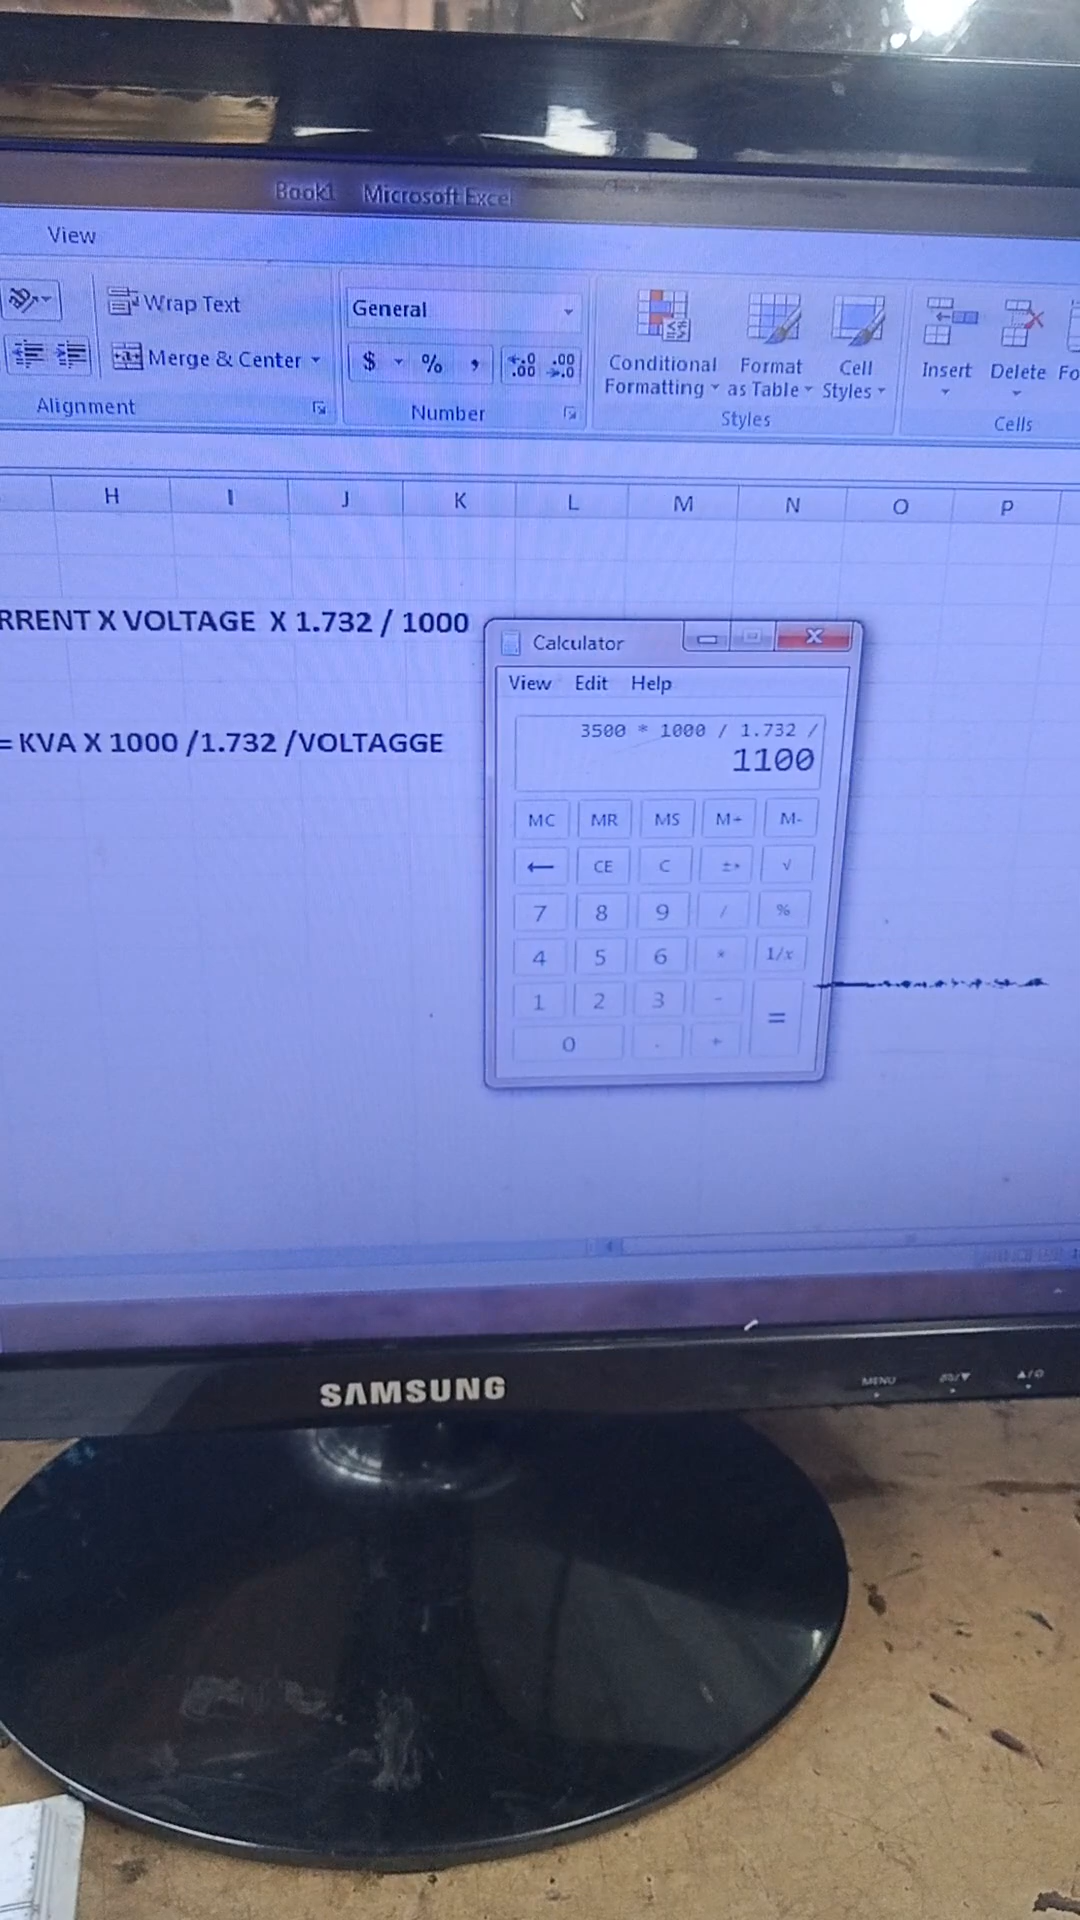 Book1 Microsoft Excel
View
Wrap Text
General
Merge & Center
$ % ,
Conditional Formatting
Format as Table
Cell Styles
Insert
Delete
Alignment
Number
Styles
Cells
H I J K L M N O P
RRENT X VOLTAGE X 1.732 / 1000
= KVA X 1000 /1.732 /VOLTAGGE
Calculator
View Edit Help
3500 * 1000 / 1.732 /
1100
MC MR MS M+ M-
← CE C ± √
7 8 9 / %
4 5 6 * 1/x
1 2 3 - =
0 . +
SAMSUNG
MENU